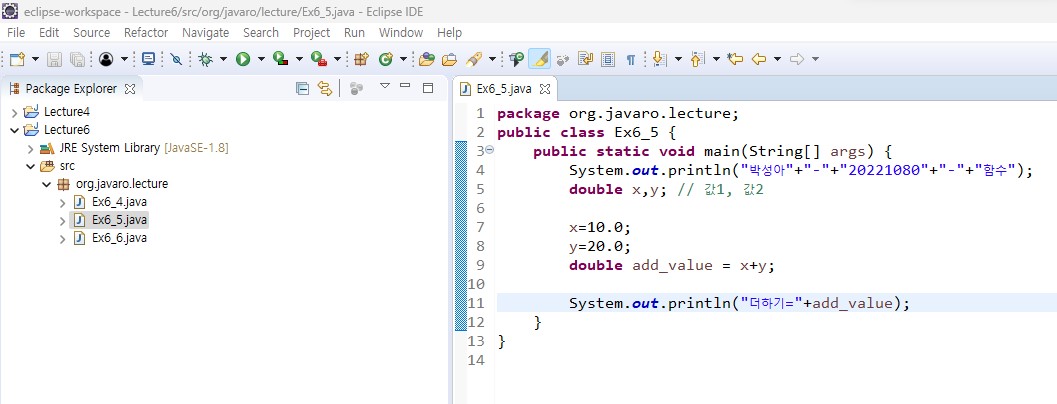 eclipse-workspace - Lecture6/src/org/javaro/lecture/Ex6_5.java - Eclipse IDE
File Edit Source Refactor Navigate Search Project Run Window Help
Package Explorer
Lecture4
Lecture6
JRE System Library [JavaSE-1.8]
src
org.javaro.lecture
Ex6_4.java
Ex6_5.java
Ex6_6.java
Ex6_5.java
1 package org.javaro.lecture;
2 public class Ex6_5 {
3 public static void main(String[] args) {
4 System.out.println("박성아"+"-"+"20221080"+"-"+"함수");
5 double x,y; // 값1, 값2
6
7 x=10.0;
8 y=20.0;
9 double add_value = x+y;
10
11 System.out.println("더하기="+add_value);
12 }
13 }
14